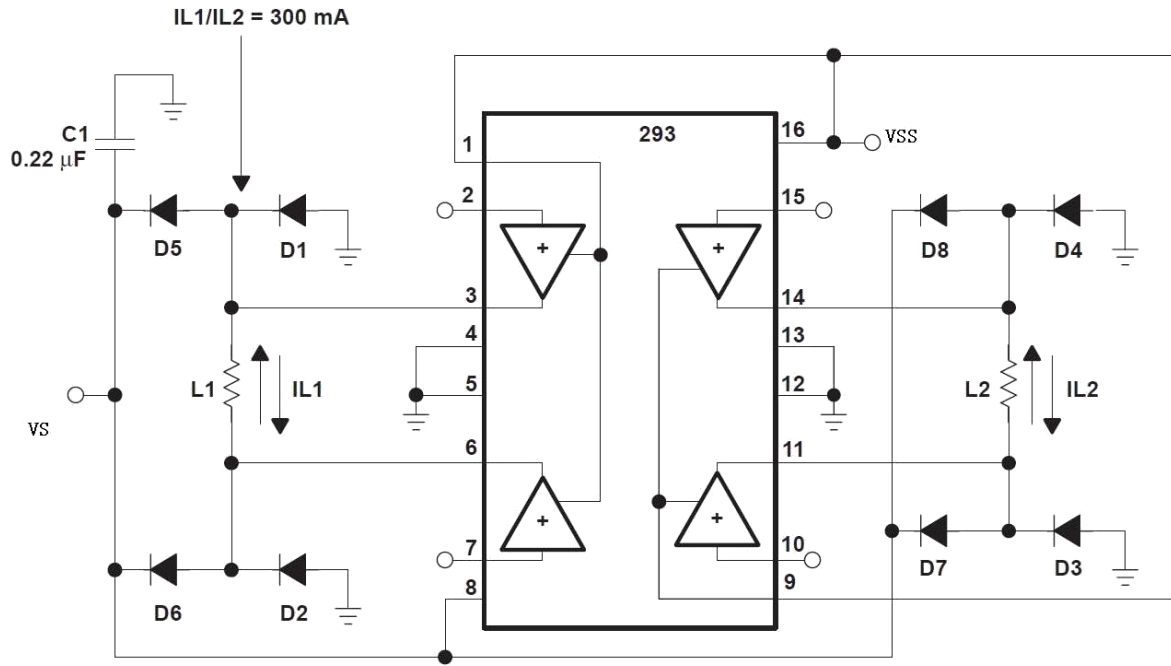 IL1/IL2 = 300 mA
C1
0.22 μF
D5
D1
L1
IL1
VS
D6
D2
293
1
2
3
4
5
6
7
8
16
15
14
13
12
11
10
9
+
+
+
+
VSS
D8
D4
L2
IL2
D7
D3